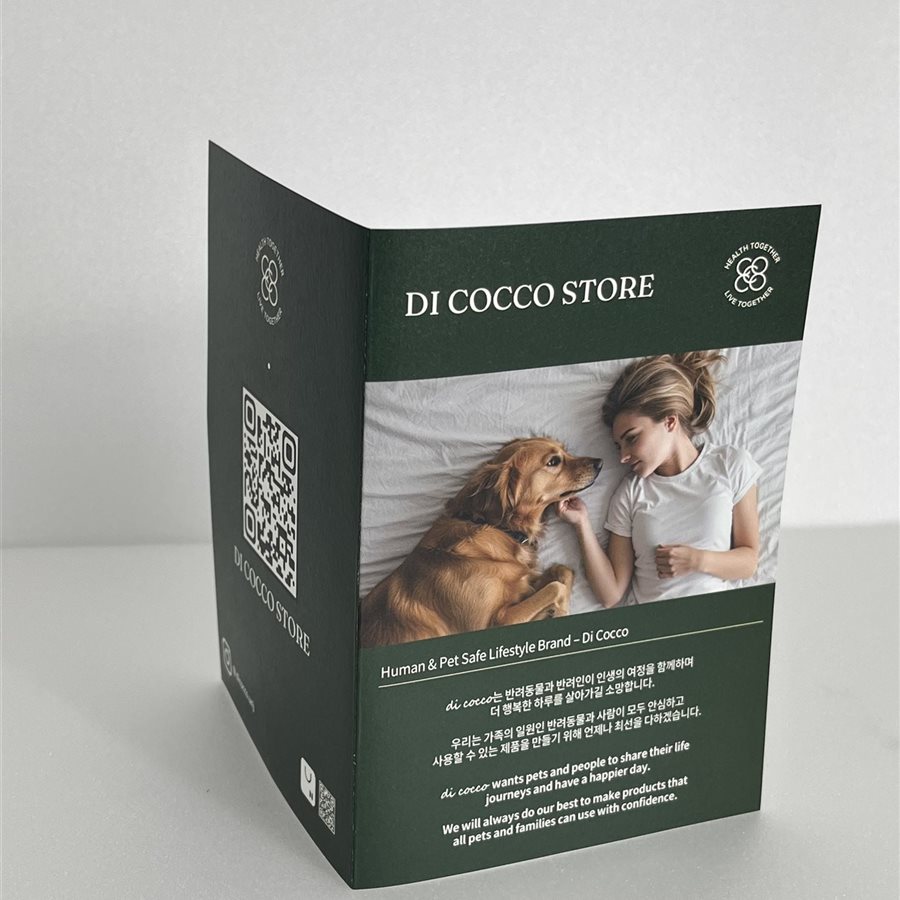 HEALTH TOGETHER
LIVE TOGETHER
DI COCCO STORE
DI COCCO STORE
HEALTH TOGETHER
LIVE TOGETHER
Human & Pet Safe Lifestyle Brand – Di Cocco
di cocco는 반려동물과 반려인이 인생의 여정을 함께하며
더 행복한 하루를 살아가길 소망합니다.
우리는 가족의 일원인 반려동물과 사람이 모두 안심하고
사용할 수 있는 제품을 만들기 위해 언제나 최선을 다하겠습니다.
di cocco wants pets and people to share their life
journeys and have a happier day.
We will always do our best to make products that
all pets and families can use with confidence.